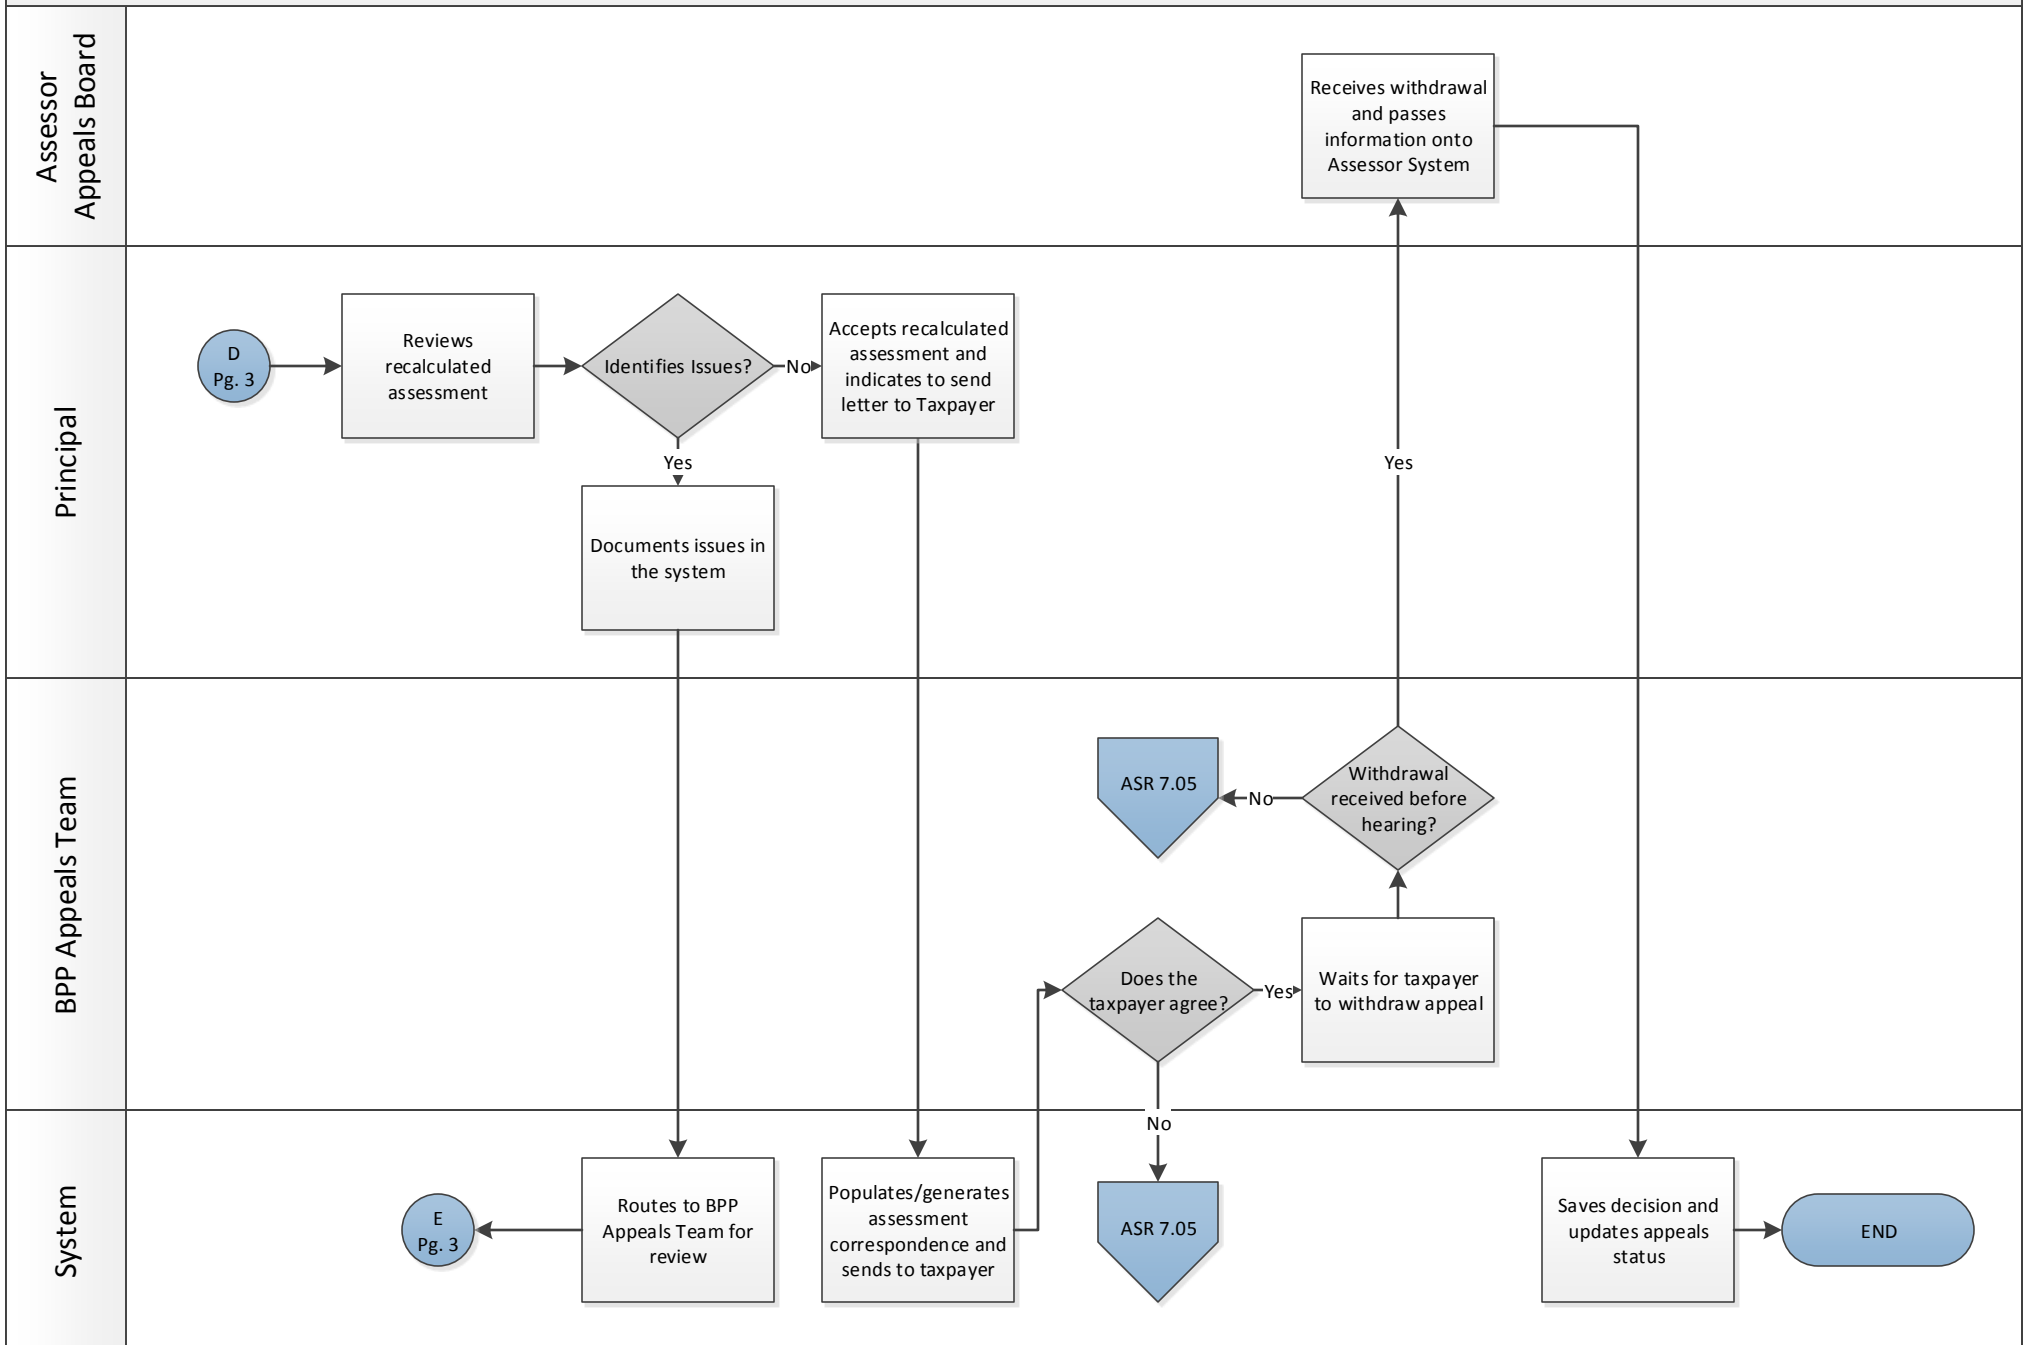 Assessor
Appeals Board
Receives withdrawal
and passes
information onto
Assessor System
Principal
D
Pg. 3
Reviews
recalculated
assessment
Identifies Issues?
No
Accepts recalculated
assessment and
indicates to send
letter to Taxpayer
Yes
Documents issues in
the system
Yes
BPP Appeals Team
ASR 7.05
No
Withdrawal
received before
hearing?
Does the
taxpayer agree?
Yes
Waits for taxpayer
to withdraw appeal
No
System
E
Pg. 3
Routes to BPP
Appeals Team for
review
Populates/generates
assessment
correspondence and
sends to taxpayer
ASR 7.05
Saves decision and
updates appeals
status
END